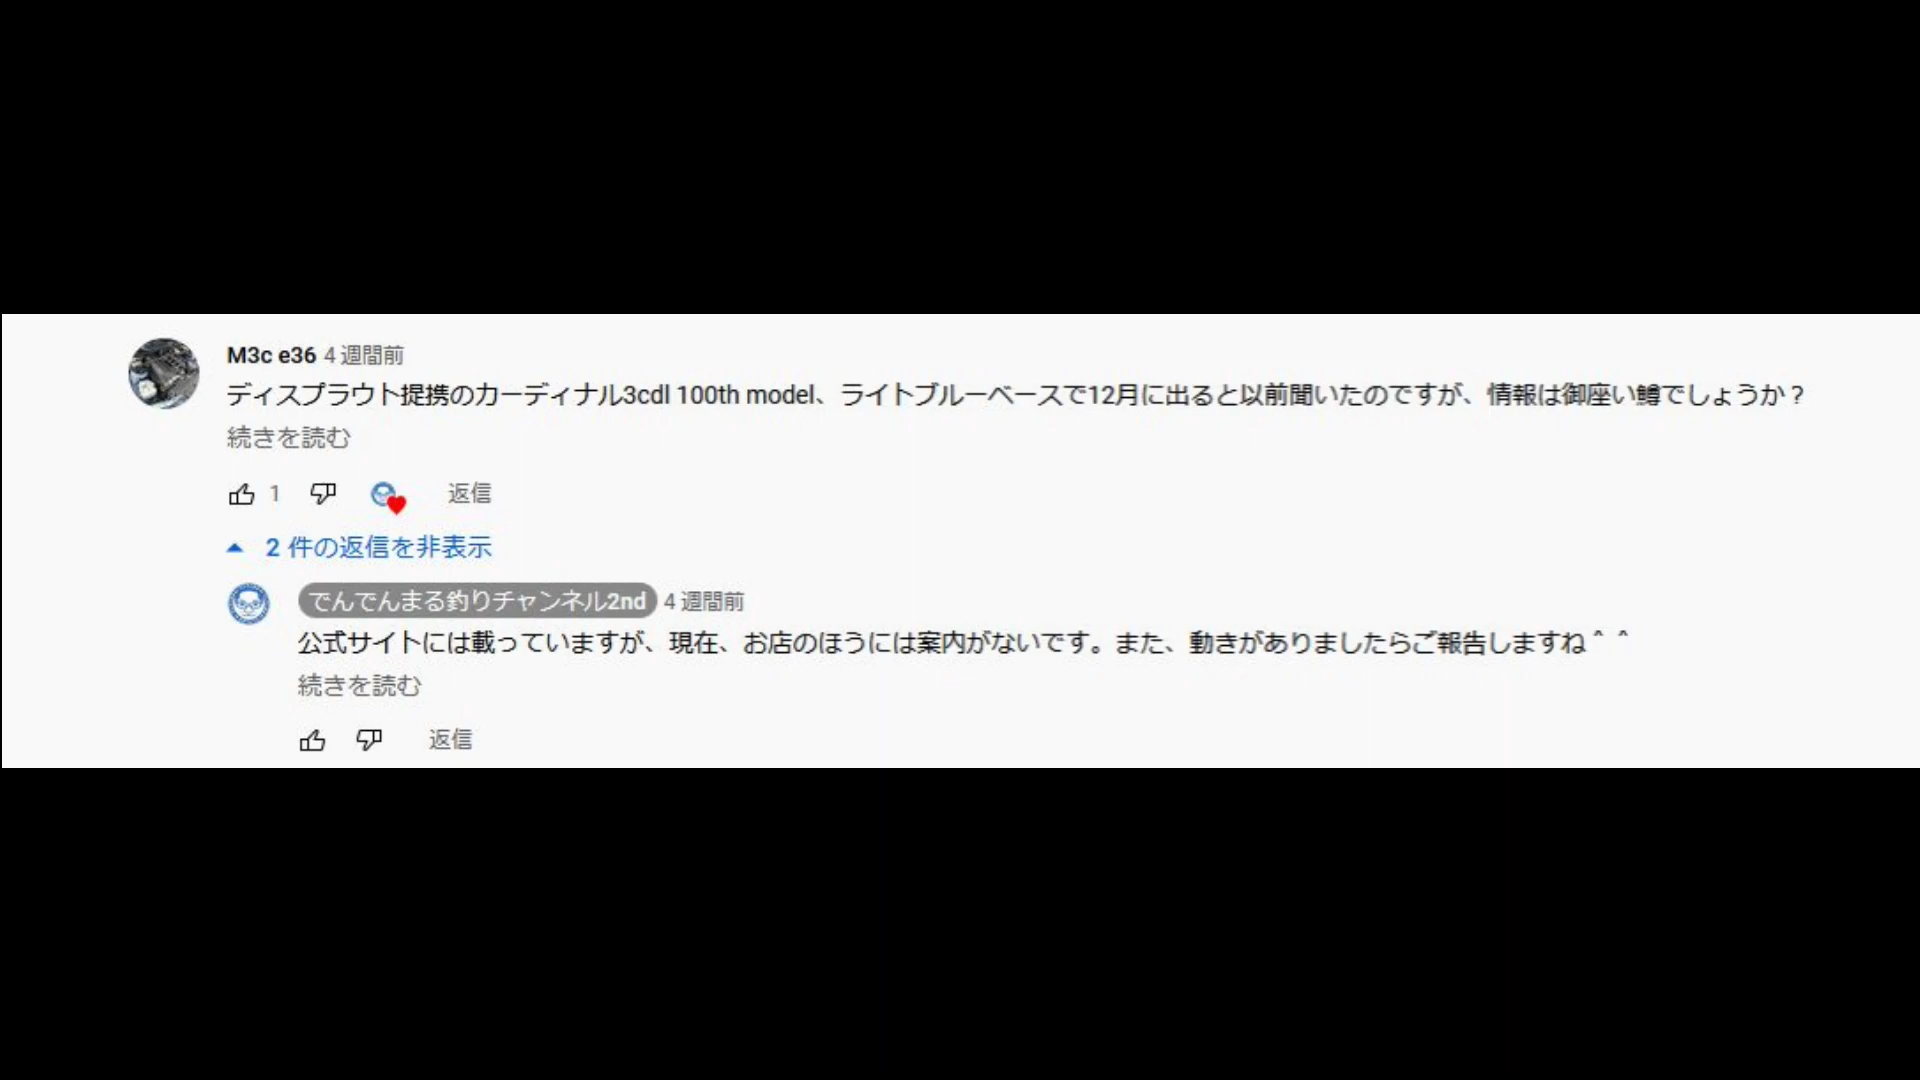 M3c e36 4 週間前
ディスプラウト提携のカーディナル3cdl 100th model、ライトブルーベースで12月に出ると以前聞いたのですが、情報は御座い鱒でしょうか？
続きを読む
1 返信
2 件の返信を非表示
でんでんまる釣りチャンネル2nd 4 週間前
公式サイトには載っていますが、現在、お店のほうには案内がないです。また、動きがありましたらご報告しますね＾＾
続きを読む
返信